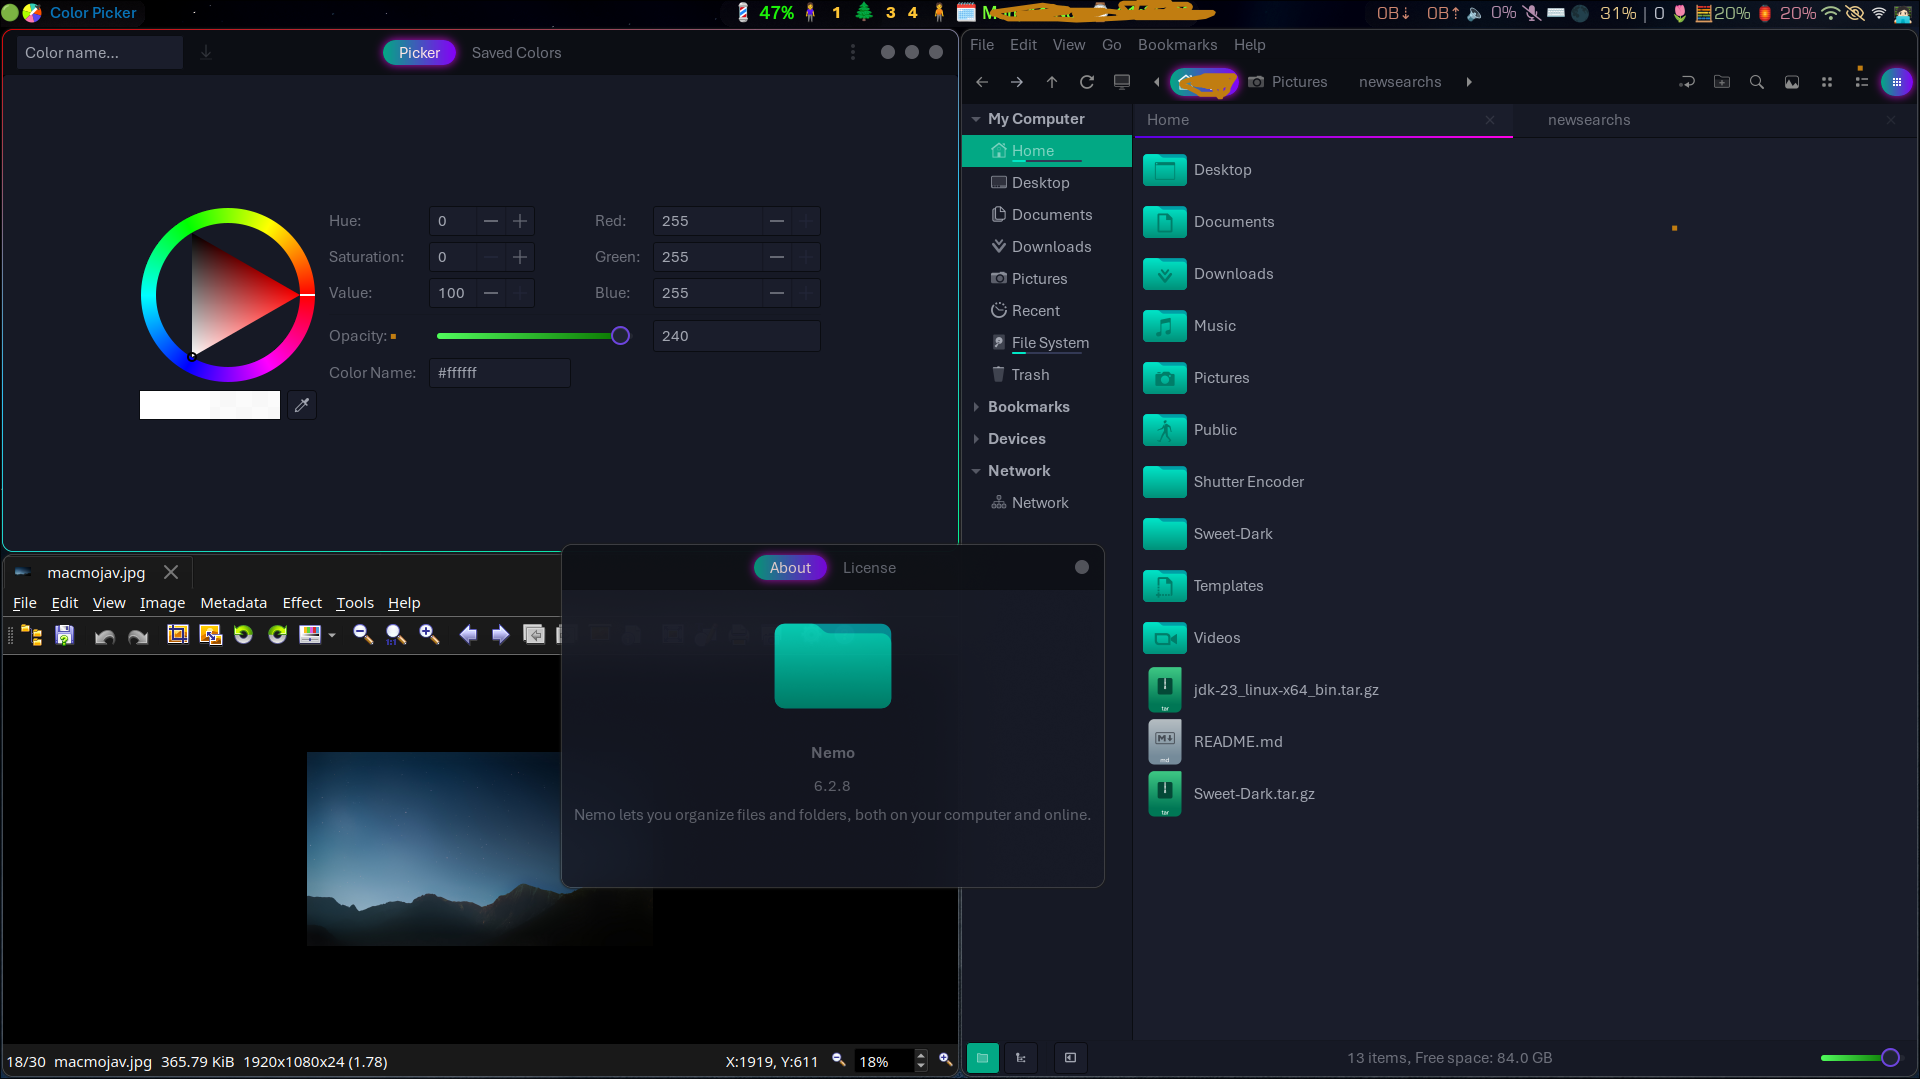 Color Picker
47% 1 3 4
0B↓ 0B↑ 0% 31% | 0 20% 20%
Color name...
Picker Saved Colors
Hue: 0
Red: 255
Saturation: 0
Green: 255
Value: 100
Blue: 255
Opacity: 240
Color Name: #ffffff
File Edit View Go Bookmarks Help
Pictures newsearchs
My Computer
Home
Desktop
Documents
Downloads
Pictures
Recent
File System
Trash
Bookmarks
Devices
Network
Network
Home newsearchs
Desktop
Documents
Downloads
Music
Pictures
Public
Shutter Encoder
Sweet-Dark
Templates
Videos
jdk-23_linux-x64_bin.tar.gz
README.md
Sweet-Dark.tar.gz
13 items, Free space: 84.0 GB
macmojav.jpg
File Edit View Image Metadata Effect Tools Help
18/30 macmojav.jpg 365.79 KiB 1920x1080x24 (1.78)
X:1919, Y:611 18%
About License
Nemo
6.2.8
Nemo lets you organize files and folders, both on your computer and online.